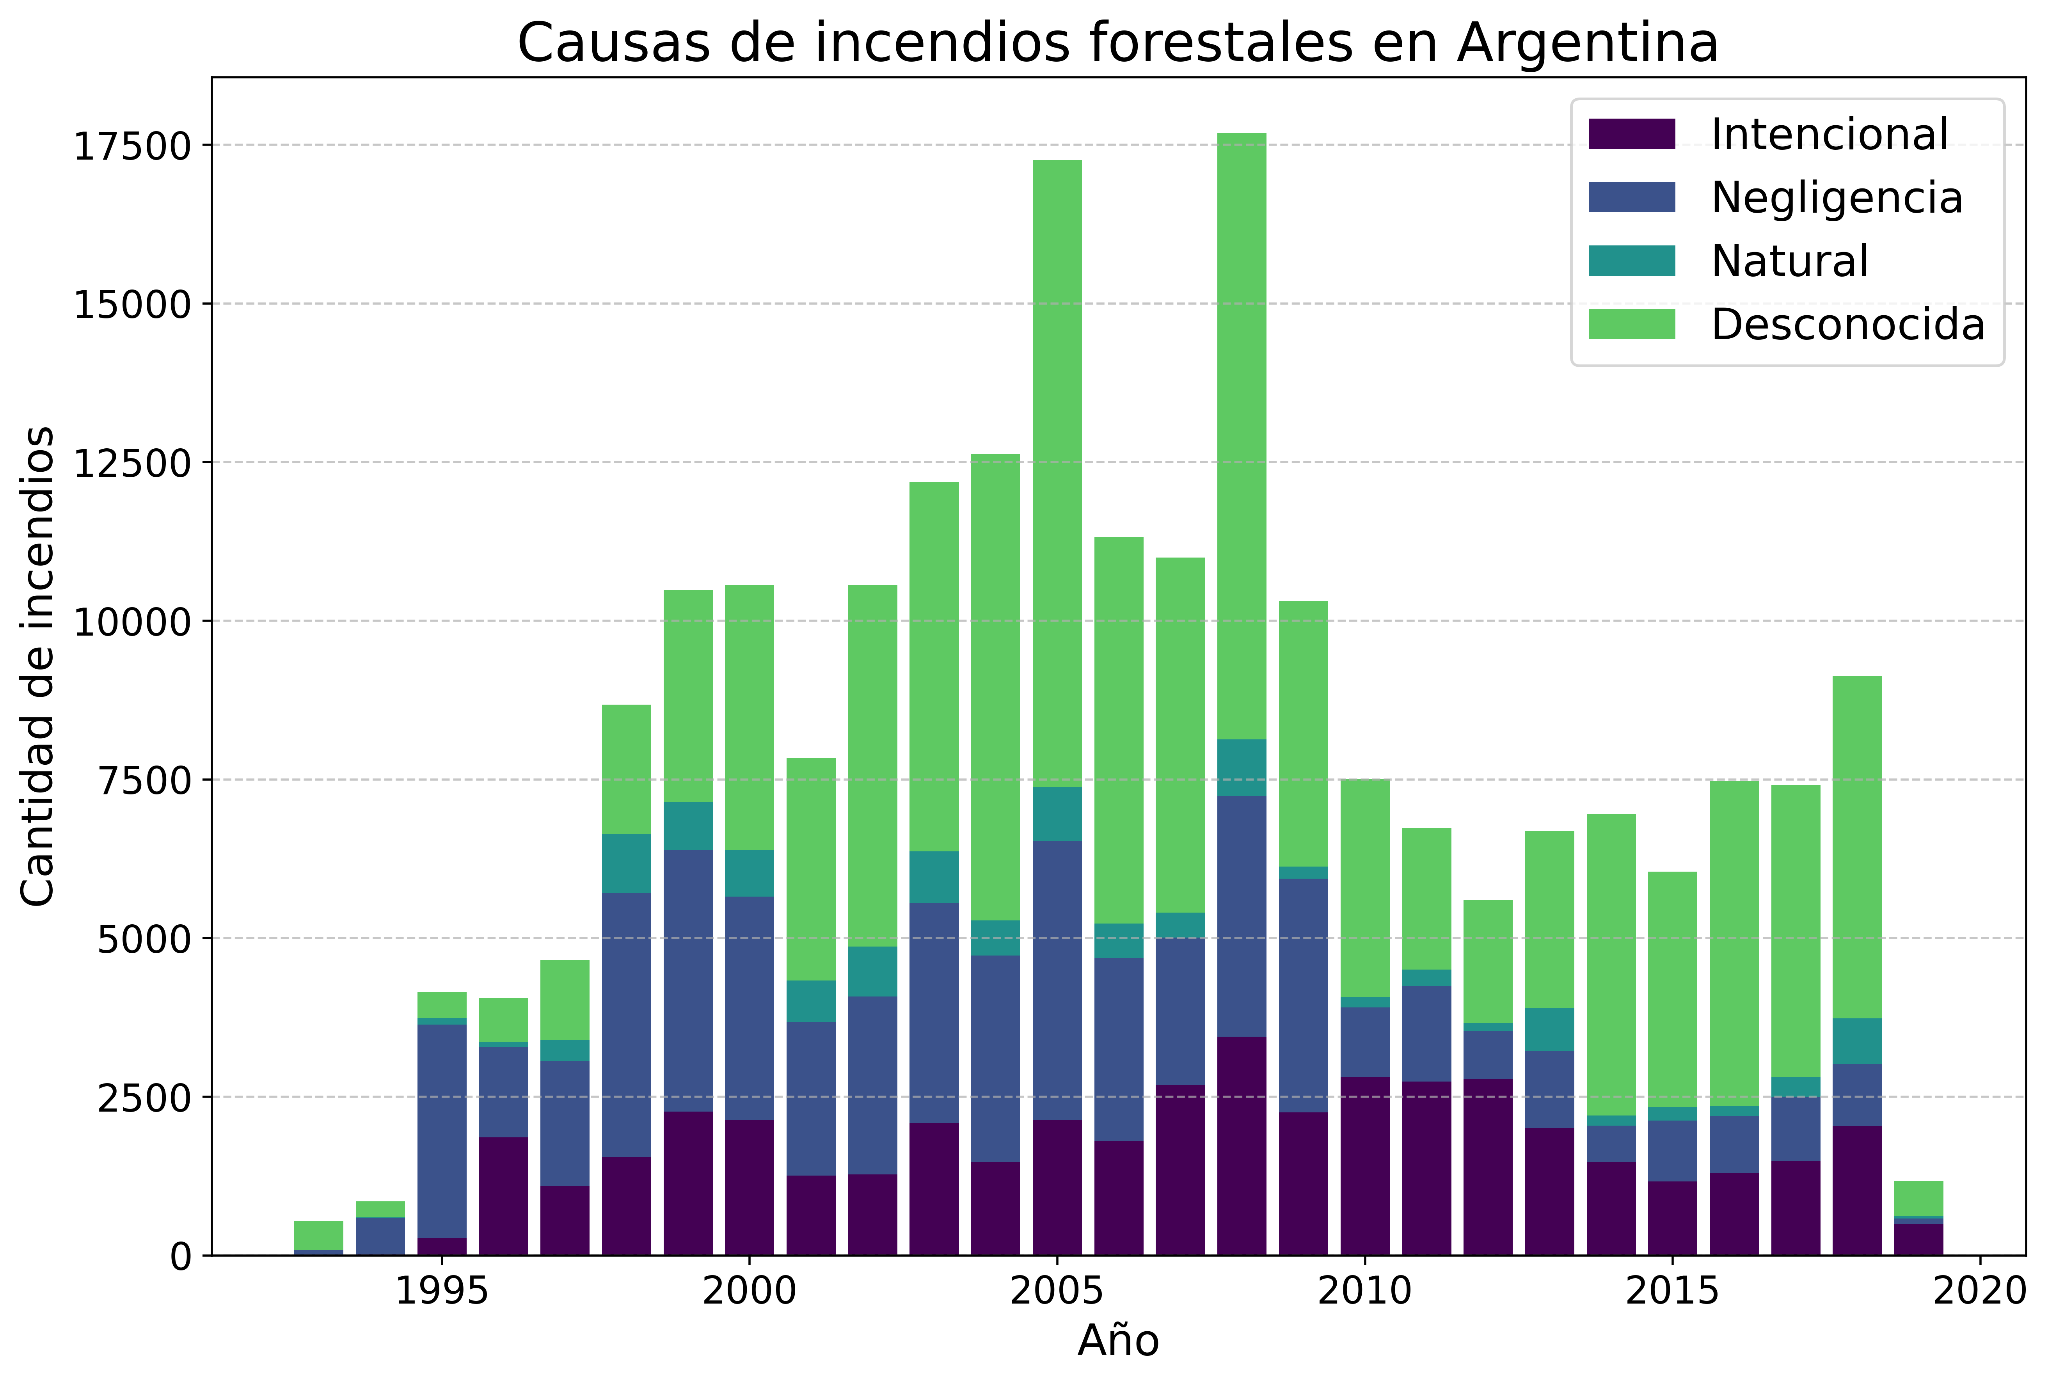 Causas de incendios forestales en Argentina
Intencional
Negligencia
Natural
Desconocida
Cantidad de incendios
17500
15000
12500
10000
7500
5000
2500
0
1995 2000 2005 2010 2015 2020
Año